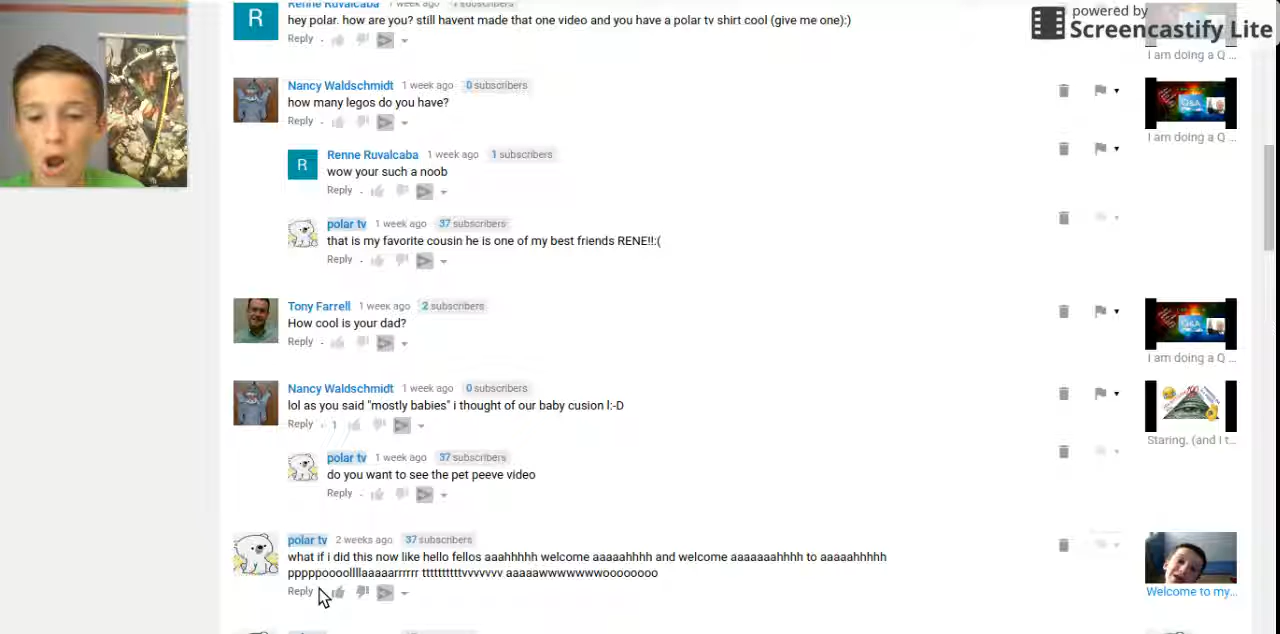 Renne Ruvalcaba 1 week ago 1 subscribers
powered by
Screencastify Lite
R
hey polar. how are you? still havent made that one video and you have a polar tv shirt cool (give me one):)
Reply
I am doing a Q ...
Nancy Waldschmidt 1 week ago 0 subscribers
how many legos do you have?
Reply
Q&A
I am doing a Q ...
R
Renne Ruvalcaba 1 week ago 1 subscribers
wow your such a noob
Reply
polar tv 1 week ago 37 subscribers
that is my favorite cousin he is one of my best friends RENE!!:(
Reply
Tony Farrell 1 week ago 2 subscribers
How cool is your dad?
Reply
Q&A
I am doing a Q ...
Nancy Waldschmidt 1 week ago 0 subscribers
lol as you said "mostly babies" i thought of our baby cusion l:-D
Reply 1
Staring, (and I t...
polar tv 1 week ago 37 subscribers
do you want to see the pet peeve video
Reply
polar tv 2 weeks ago 37 subscribers
what if i did this now like hello fellos aaahhhhh welcome aaaaahhhh and welcome aaaaaaahhhh to aaaaahhhhh
pppppoooollllaaaaarrrrrr ttttttttttvvvvvvv aaaaawwwwwwwoooooooo
Reply
Welcome to my...